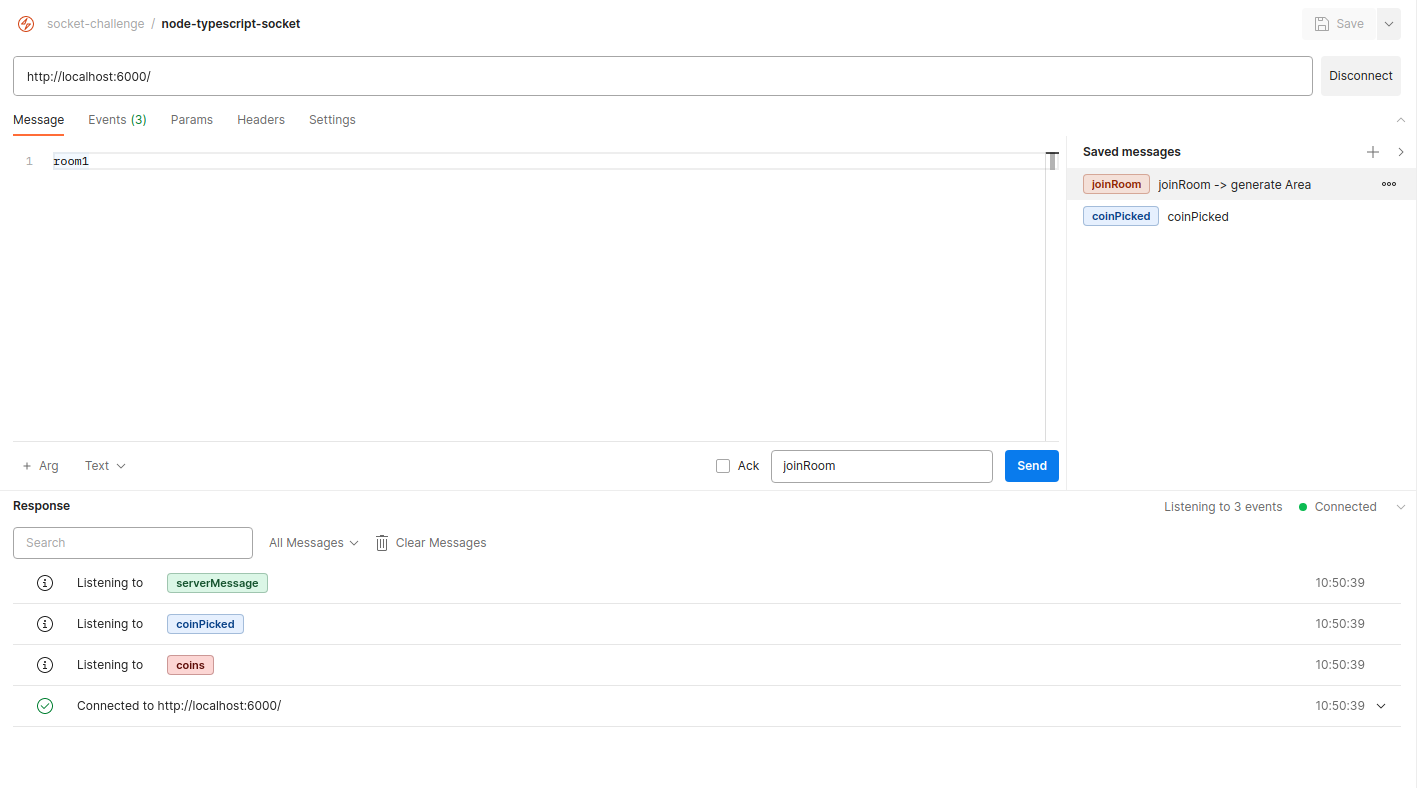 socket-challenge / node-typescript-socket
Save
http://localhost:6000/
Disconnect
Message Events (3) Params Headers Settings
1 room1
Saved messages
joinRoom joinRoom -> generate Area
coinPicked coinPicked
+ Arg Text
Ack joinRoom Send
Response
Listening to 3 events Connected
Search All Messages Clear Messages
Listening to serverMessage 10:50:39
Listening to coinPicked 10:50:39
Listening to coins 10:50:39
Connected to http://localhost:6000/ 10:50:39